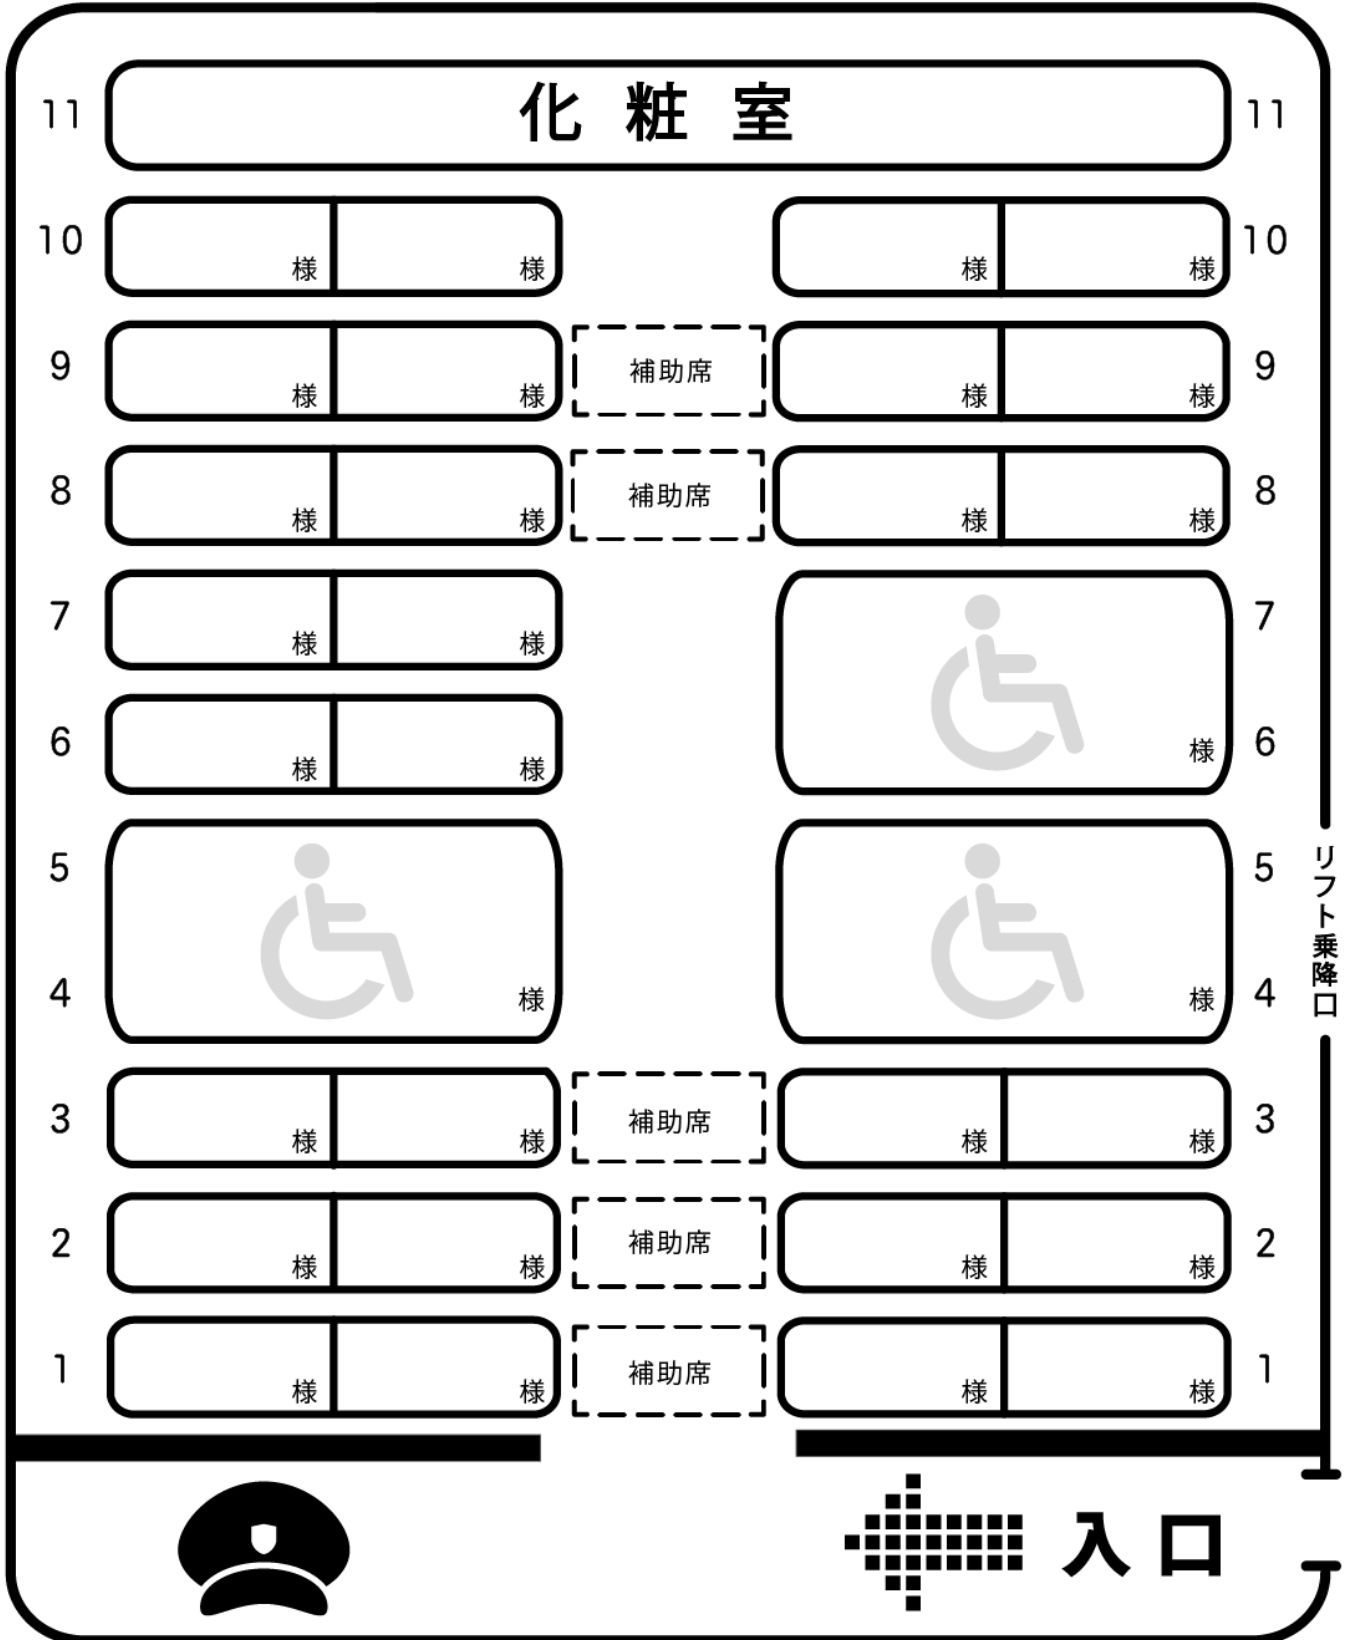 11 化粧室 11
10 様 様 様 様 10
9 様 様 補助席 様 様 9
8 様 様 補助席 様 様 8
7 様 様 7
6 様 様 様 6
5 5
リフト乗降口
4 様 様 4
3 様 様 補助席 様 様 3
2 様 様 補助席 様 様 2
1 様 様 補助席 様 様 1
入口